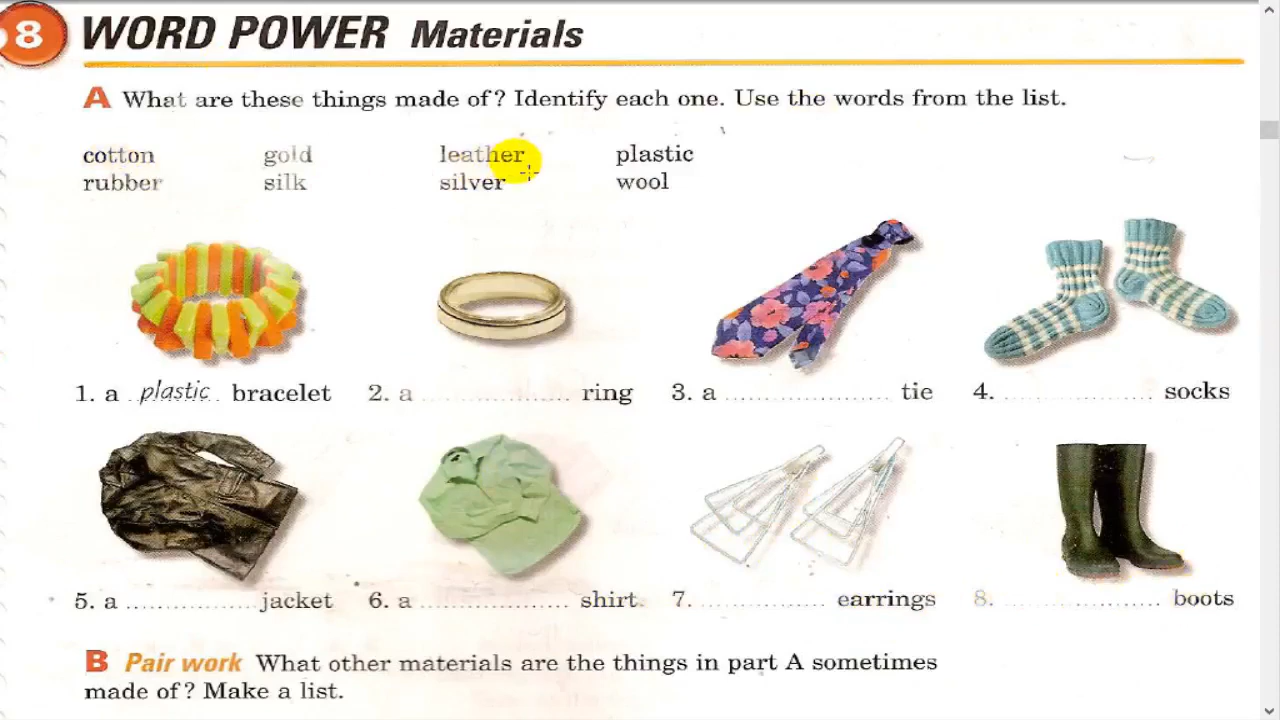 8 WORD POWER Materials
A What are these things made of? Identify each one. Use the words from the list.
cotton gold leather plastic
rubber silk silver wool
1. a plastic bracelet 2. a ring 3. a tie 4. socks
5. a jacket 6. a shirt 7. earrings 8. boots
B Pair work What other materials are the things in part A sometimes
made of? Make a list.